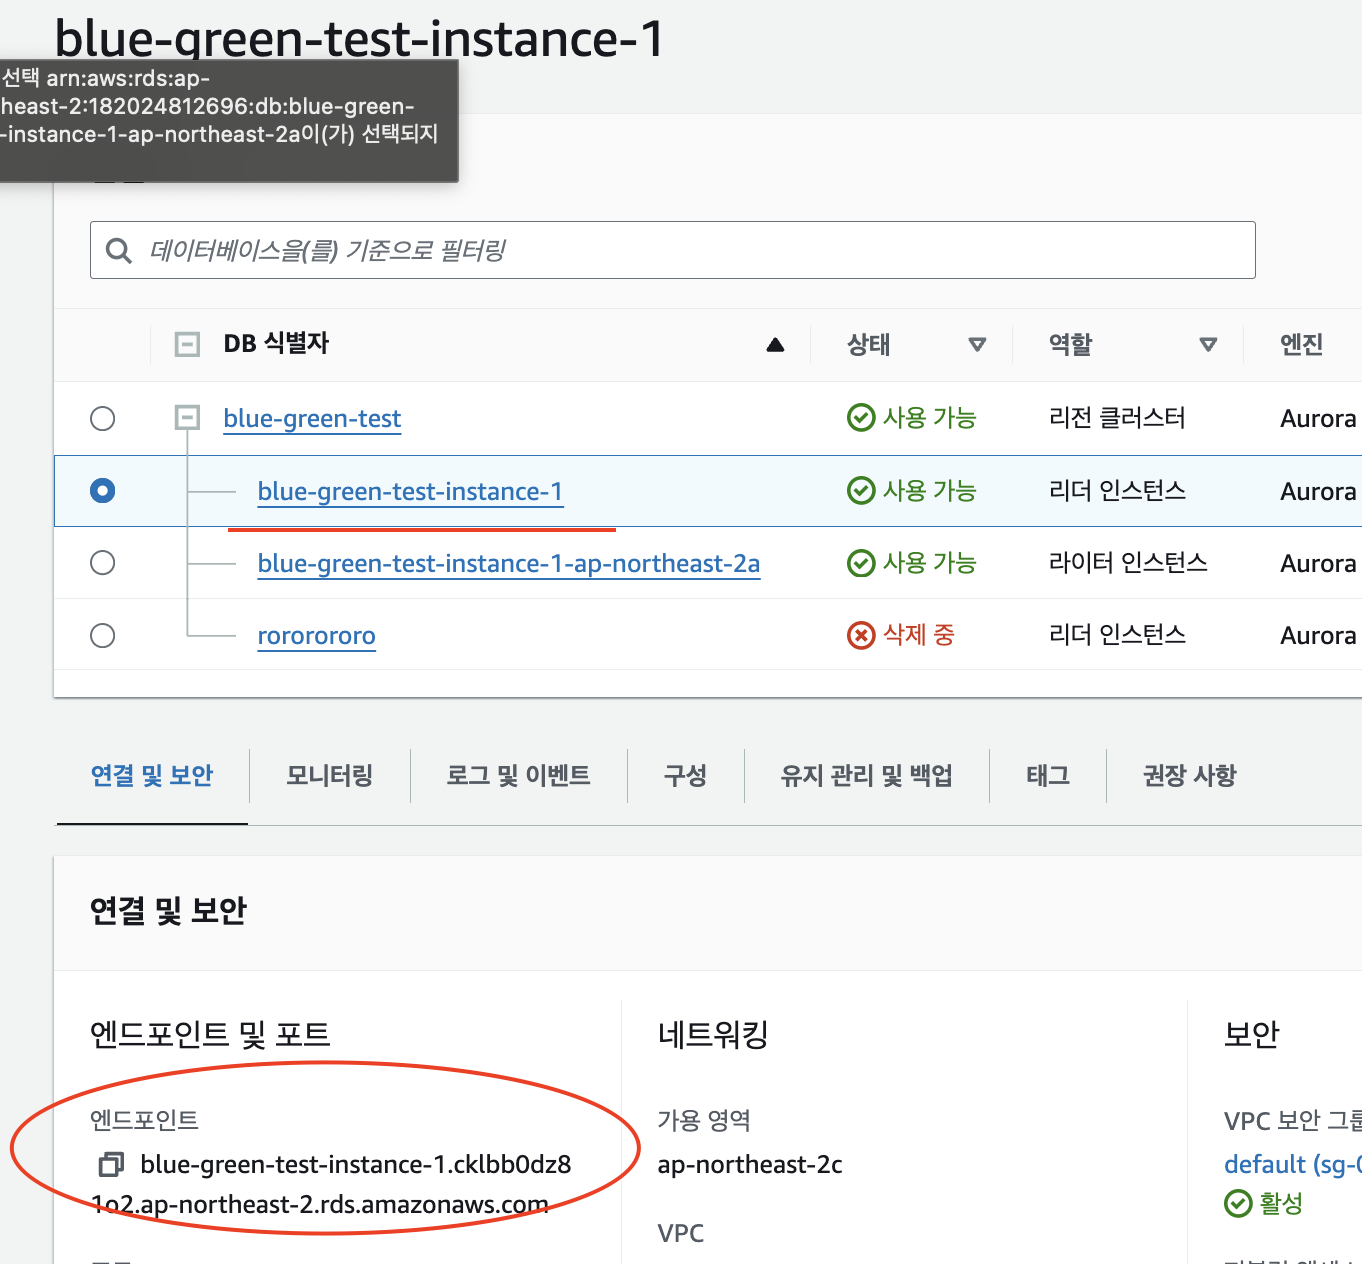 blue-green-test-instance-1
선택 arn:aws:rds:ap-
heast-2:182024812696:db:blue-green-
-instance-1-ap-northeast-2a이(가) 선택되지
데이터베이스을(를) 기준으로 필터링
DB 식별자 상태 역할 엔진
blue-green-test 사용 가능 리전 클러스터 Aurora
blue-green-test-instance-1 사용 가능 리더 인스턴스 Aurora
blue-green-test-instance-1-ap-northeast-2a 사용 가능 라이터 인스턴스 Aurora
rorororororo 삭제 중 리더 인스턴스 Aurora
연결 및 보안 모니터링 로그 및 이벤트 구성 유지 관리 및 백업 태그 권장 사항
연결 및 보안
엔드포인트 및 포트 네트워킹 보안
엔드포인트 가용 영역 VPC 보안 그룹
blue-green-test-instance-1.cklbb0dz8 ap-northeast-2c default (sg-0
1o2.ap-northeast-2.rds.amazonaws.com 활성
VPC